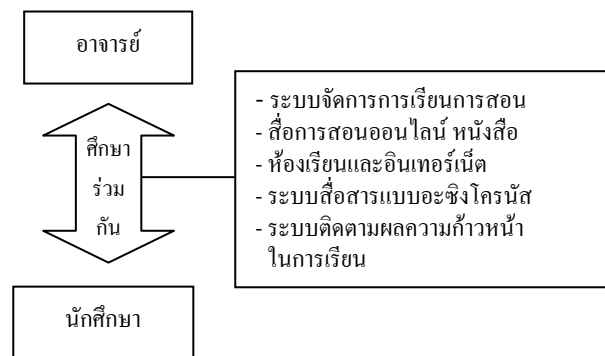 อาจารย์
ศึกษา
ร่วม
กัน
- ระบบจัดการการเรียนการสอน
- สื่อการสอนออนไลน์ หนังสือ
- ห้องเรียนและอินเทอร์เน็ต
- ระบบสื่อสารแบบอะซิงโครนัส
- ระบบติดตามผลความก้าวหน้า
ในการเรียน
นักศึกษา